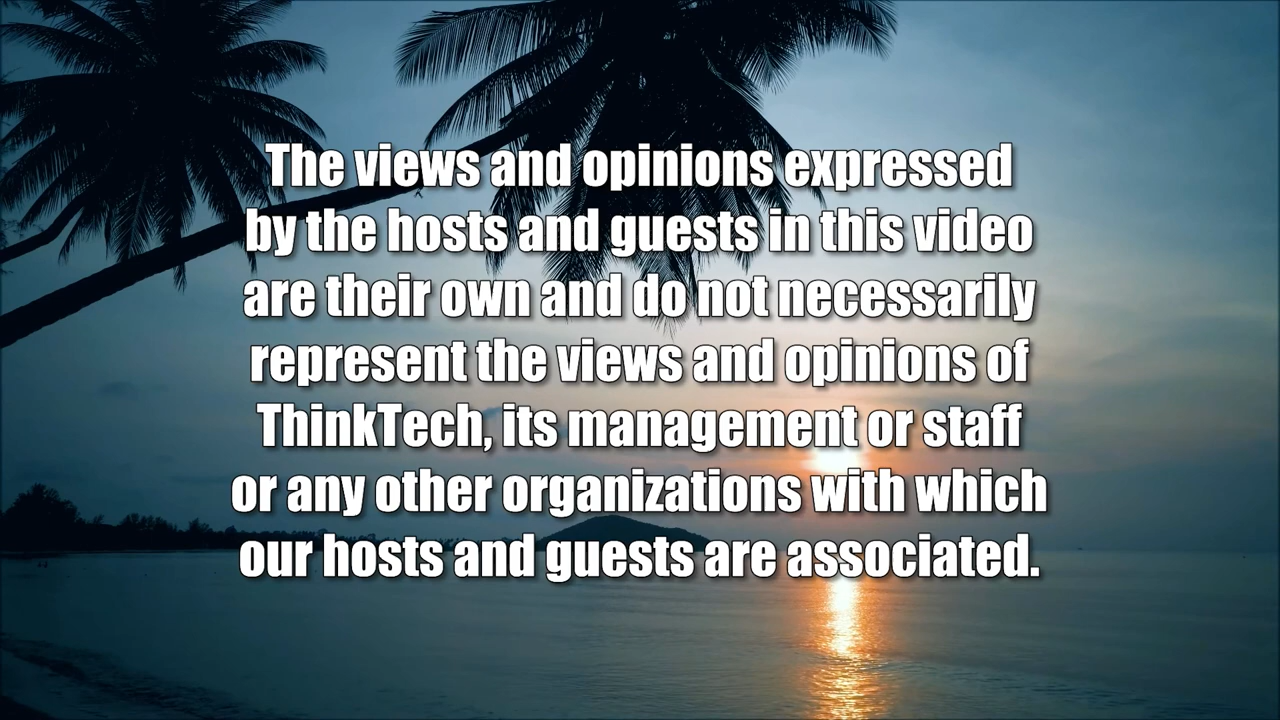 The views and opinions expressed
by the hosts and guests in this video
are their own and do not necessarily
represent the views and opinions of
ThinkTech, its management or staff
or any other organizations with which
our hosts and guests are associated.